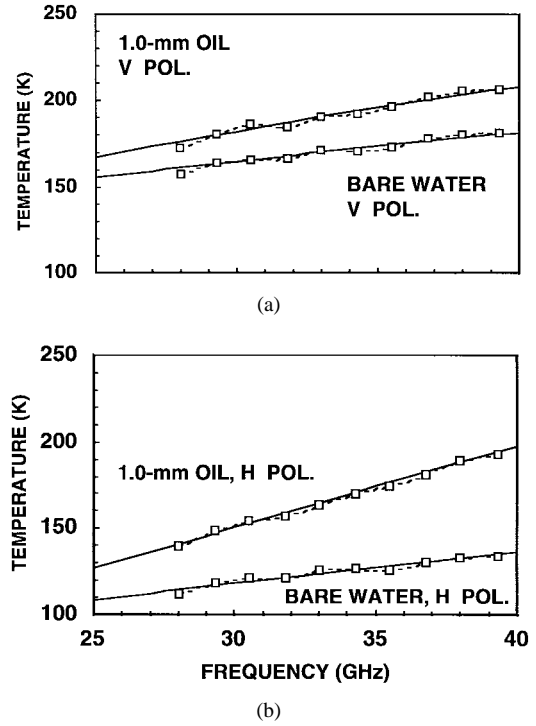 1.0-mm OIL
V POL.
BARE WATER
V POL.
TEMPERATURE (K)
250
200
150
100
(a)
1.0-mm OIL, H POL.
BARE WATER, H POL.
TEMPERATURE (K)
250
200
150
100
25
30
35
40
FREQUENCY (GHz)
(b)